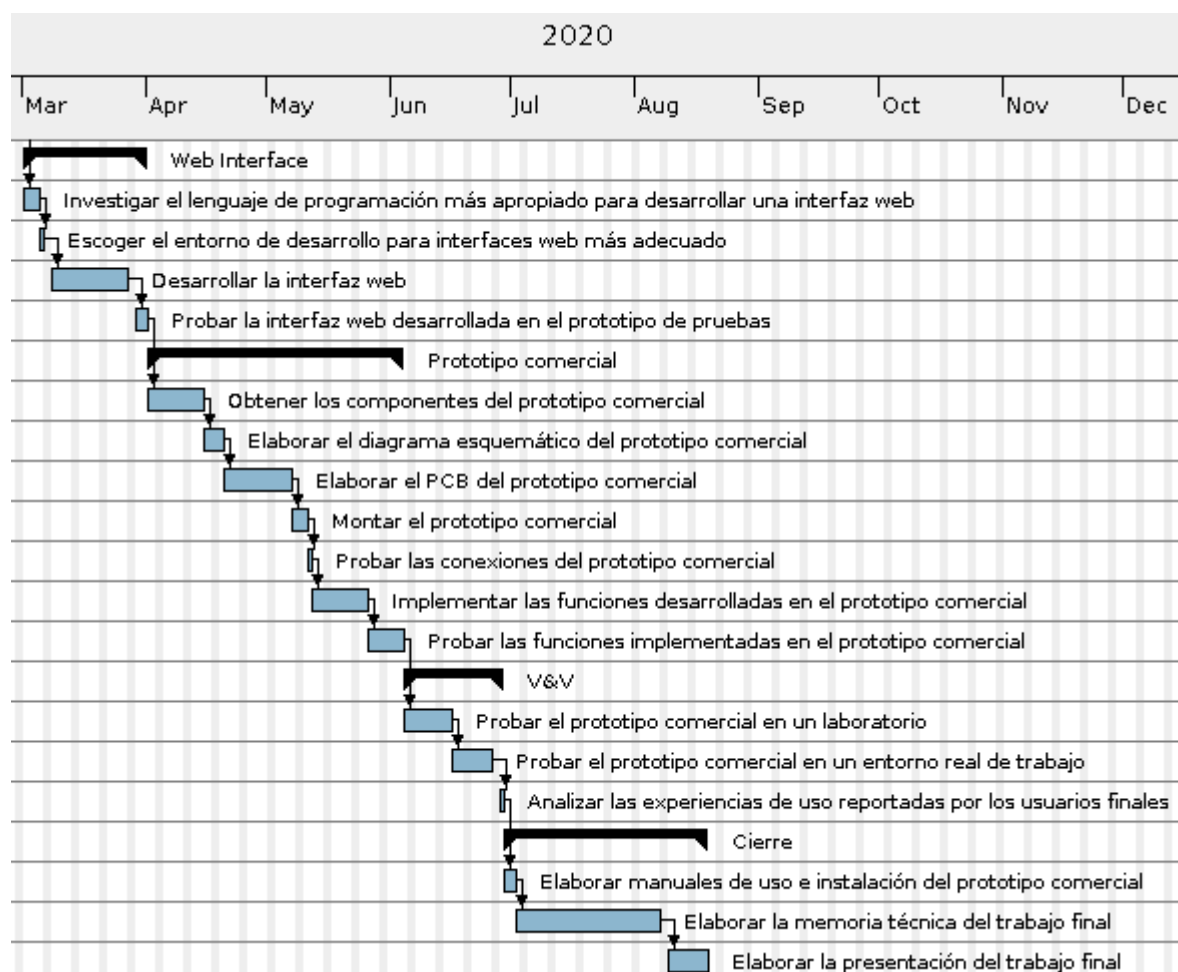 2020
Mar Apr May Jun Jul Aug Sep Oct Nov Dec
Web Interface
Investigar el lenguaje de programación más apropiado para desarrollar una interfaz web
Escoger el entorno de desarrollo para interfaces web más adecuado
Desarrollar la interfaz web
Probar la interfaz web desarrollada en el prototipo de pruebas
Prototipo comercial
Obtener los componentes del prototipo comercial
Elaborar el diagrama esquemático del prototipo comercial
Elaborar el PCB del prototipo comercial
Montar el prototipo comercial
Probar las conexiones del prototipo comercial
Implementar las funciones desarrolladas en el prototipo comercial
Probar las funciones implementadas en el prototipo comercial
V&V
Probar el prototipo comercial en un laboratorio
Probar el prototipo comercial en un entorno real de trabajo
Analizar las experiencias de uso reportadas por los usuarios finales
Cierre
Elaborar manuales de uso e instalación del prototipo comercial
Elaborar la memoria técnica del trabajo final
Elaborar la presentación del trabajo final